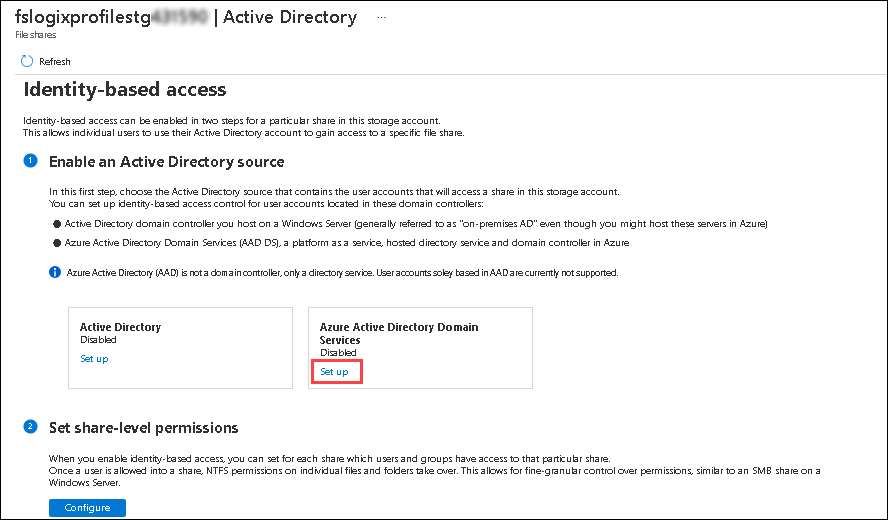 fslogixprofilestg | Active Directory ...
File shares
Refresh
Identity-based access
Identity-based access can be enabled in two steps for a particular share in this storage account.
This allows individual users to use their Active Directory account to gain access to a specific file share.
1 Enable an Active Directory source
In this first step, choose the Active Directory source that contains the user accounts that will access a share in this storage account.
You can set up identity-based access control for user accounts located in these domain controllers:
● Active Directory domain controller you host on a Windows Server (generally referred to as "on-premises AD" even though you might host these servers in Azure)
● Azure Active Directory Domain Services (AAD DS), a platform as a service, hosted directory service and domain controller in Azure
Azure Active Directory (AAD) is not a domain controller, only a directory service. User accounts soley based in AAD are currently not supported.
Active Directory
Disabled
Set up
Azure Active Directory Domain
Services
Disabled
Set up
2 Set share-level permissions
When you enable identity-based access, you can set for each share which users and groups have access to that particular share.
Once a user is allowed into a share, NTFS permissions on individual files and folders take over. This allows for fine-granular control over permissions, similar to an SMB share on a
Windows Server.
Configure